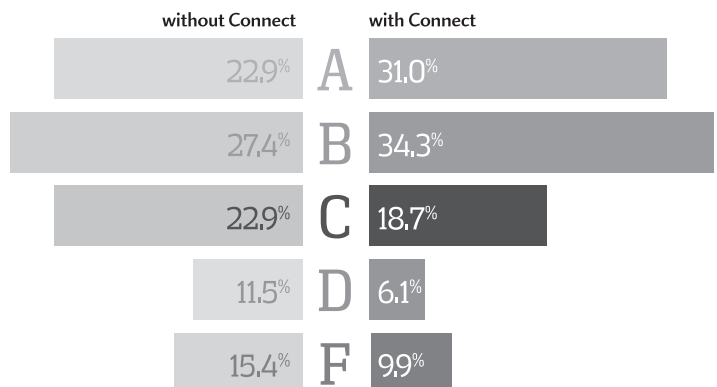 without Connect with Connect
22.9% A 31.0%
27.4% B 34.3%
22.9% C 18.7%
11.5% D 6.1%
15.4% F 9.9%